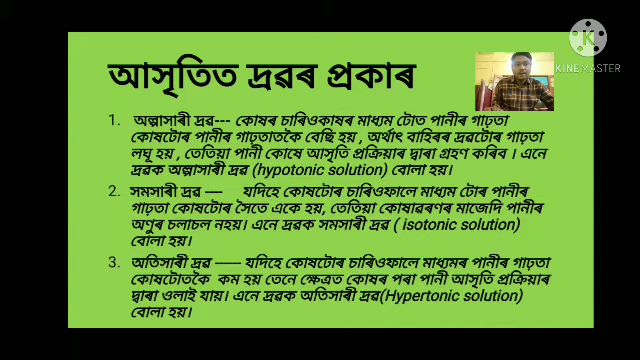 আসৃতিত দ্ৰৱৰ প্ৰকাৰ
KINEMASTER
1. অল্পাসাৰী দ্ৰৱ--- কোষৰ চাৰিওকাষৰ মাধ্যম টোত পানীৰ গাঢ়তা
কোষটোৰ পানীৰ গাঢ়তাতকৈ বেছি হয় , অৰ্থাৎ বাহিৰৰ দ্ৰৱটোৰ গাঢ়তা
লঘূ হয় , তেতিয়া পানী কোষে আসৃতি প্ৰক্ৰিয়াৰ দ্বাৰা গ্ৰহণ কৰিব । এনে
দ্ৰৱক অল্পাসাৰী দ্ৰৱ (hypotonic solution) বোলা হয়।
2. সমসাৰী দ্ৰৱ ---- যদিহে কোষটোৰ চাৰিওফালে মাধ্যম টোৰ পানীৰ
গাঢ়তা কোষটোৰ সৈতে একে হয়, তেতিয়া কোষাৱৰণৰ মাজেদি পানীৰ
অণুৰ চলাচল নহয়। এনে দ্ৰৱক সমসাৰী দ্ৰৱ ( isotonic solution)
বোলা হয়।
3. অতিসাৰী দ্ৰৱ ------ যদিহে কোষটোৰ চাৰিওফালে মাধ্যমৰ পানীৰ গাঢ়তা
কোষটোতকৈ কম হয় তেনে ক্ষেত্ৰত কোষৰ পৰা পানী আসৃতি প্ৰক্ৰিয়াৰ
দ্বাৰা ওলাই যায়। এনে দ্ৰৱক অতিসাৰী দ্ৰৱ(Hypertonic solution)
বোলা হয়।